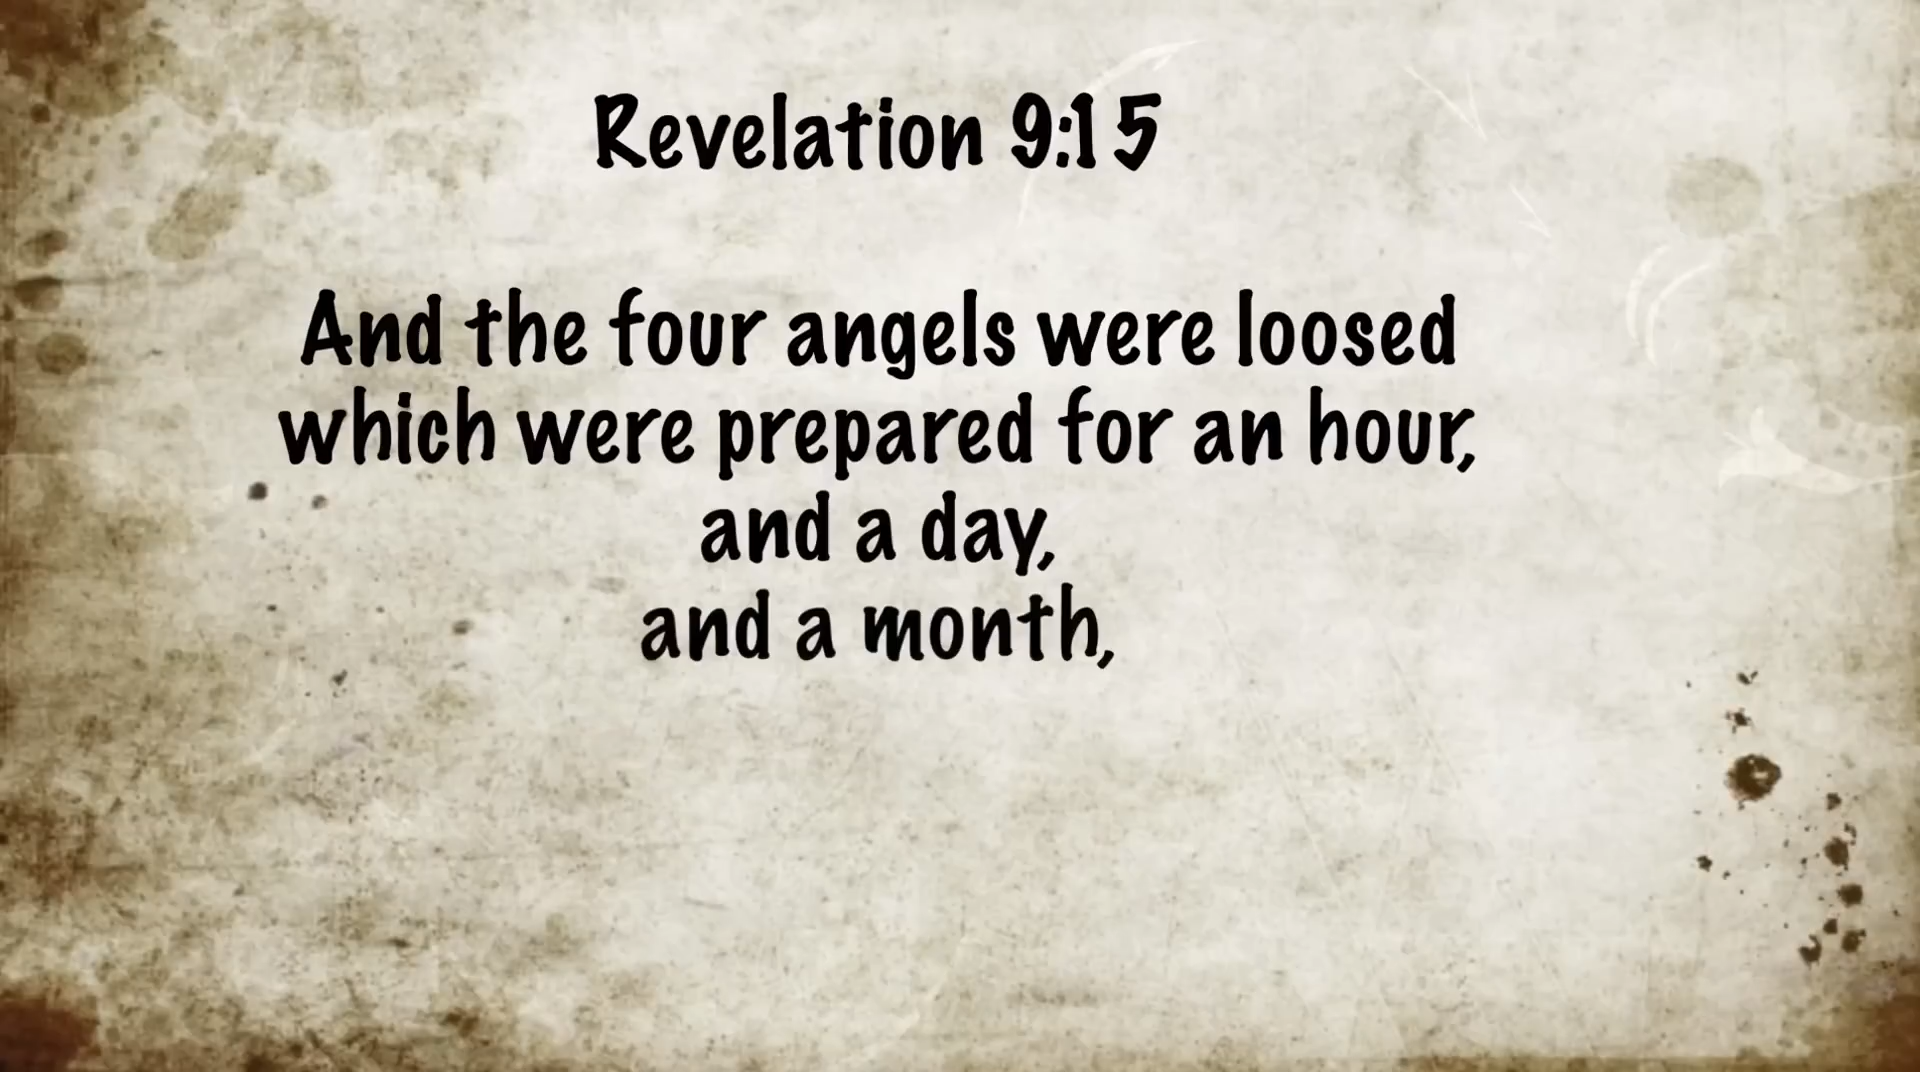 Revelation 9:15
And the four angels were loosed
which were prepared for an hour,
and a day,
and a month,